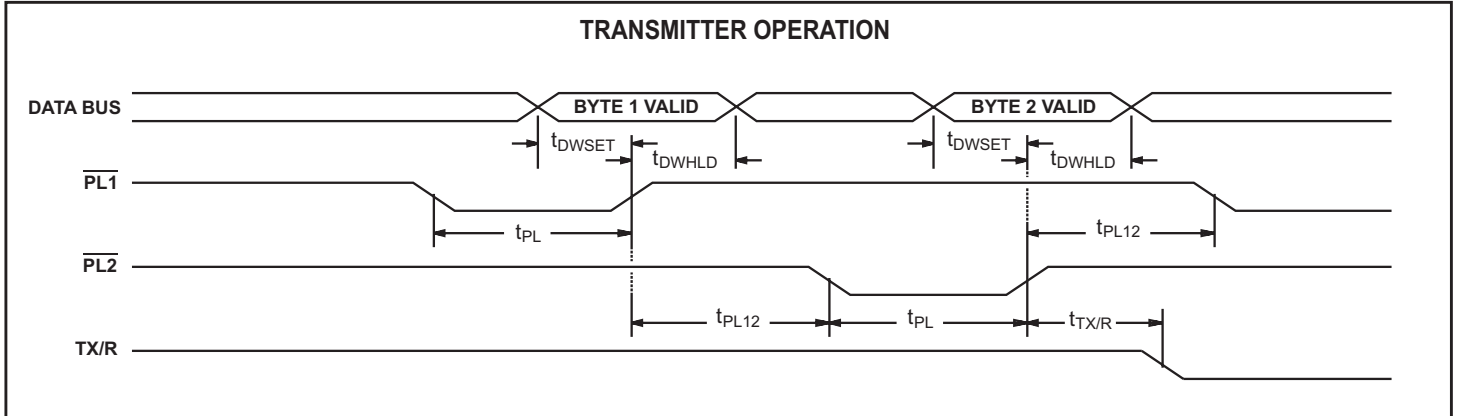 TRANSMITTER OPERATION
DATA BUS
BYTE 1 VALID
BYTE 2 VALID
tDWSET
tDWHLD
tDWSET
tDWHLD
PL1
tPL
tPL12
PL2
tPL12
tPL
tTX/R
TX/R